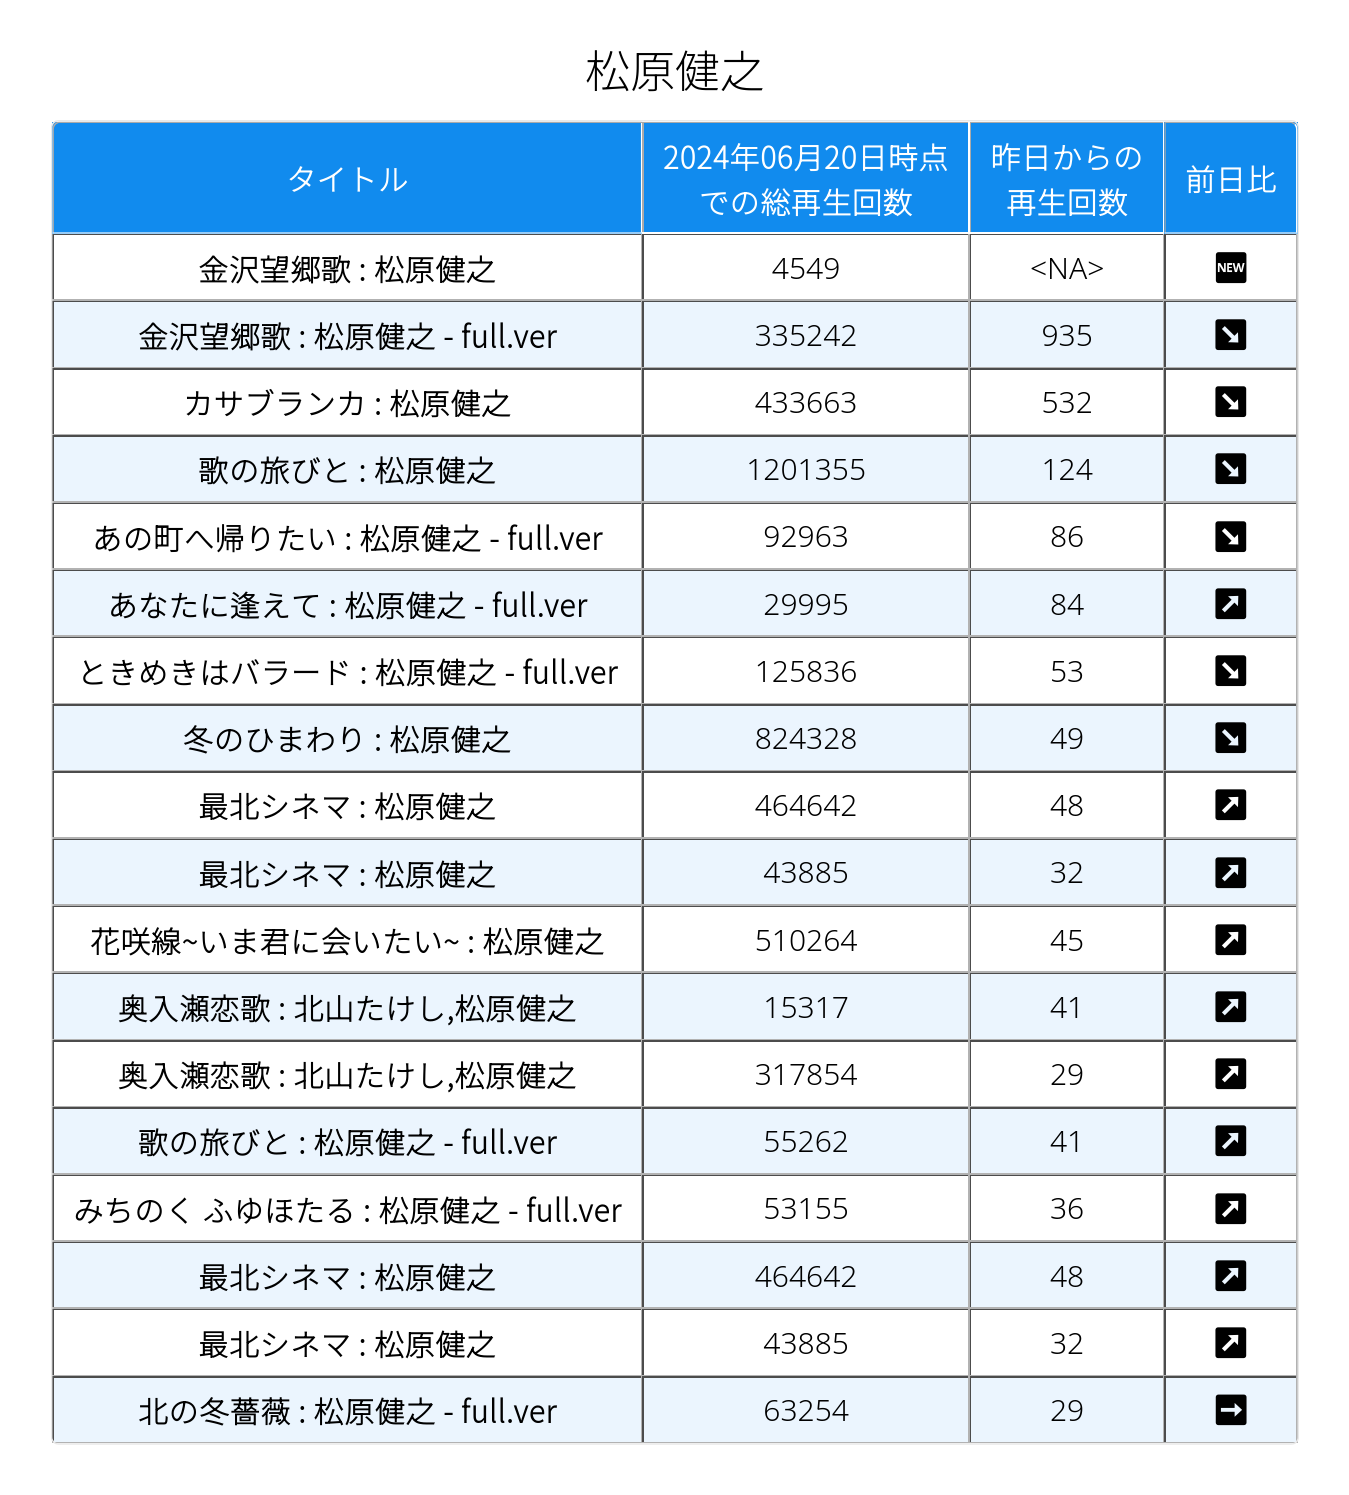 松原健之
タイトル 2024年06月20日時点での総再生回数 昨日からの再生回数 前日比
金沢望郷歌 : 松原健之 4549 <NA> NEW
金沢望郷歌 : 松原健之 - full.ver 335242 935 ↘
カサブランカ : 松原健之 433663 532 ↘
歌の旅びと : 松原健之 1201355 124 ↘
あの町へ帰りたい : 松原健之 - full.ver 92963 86 ↘
あなたに逢えて : 松原健之 - full.ver 29995 84 ↗
ときめきはバラード : 松原健之 - full.ver 125836 53 ↘
冬のひまわり : 松原健之 824328 49 ↘
最北シネマ : 松原健之 464642 48 ↗
最北シネマ : 松原健之 43885 32 ↗
花咲線~いま君に会いたい~ : 松原健之 510264 45 ↗
奥入瀬恋歌 : 北山たけし,松原健之 15317 41 ↗
奥入瀬恋歌 : 北山たけし,松原健之 317854 29 ↗
歌の旅びと : 松原健之 - full.ver 55262 41 ↗
みちのく ふゆほたる : 松原健之 - full.ver 53155 36 ↗
最北シネマ : 松原健之 464642 48 ↗
最北シネマ : 松原健之 43885 32 ↗
北の冬薔薇 : 松原健之 - full.ver 63254 29 →